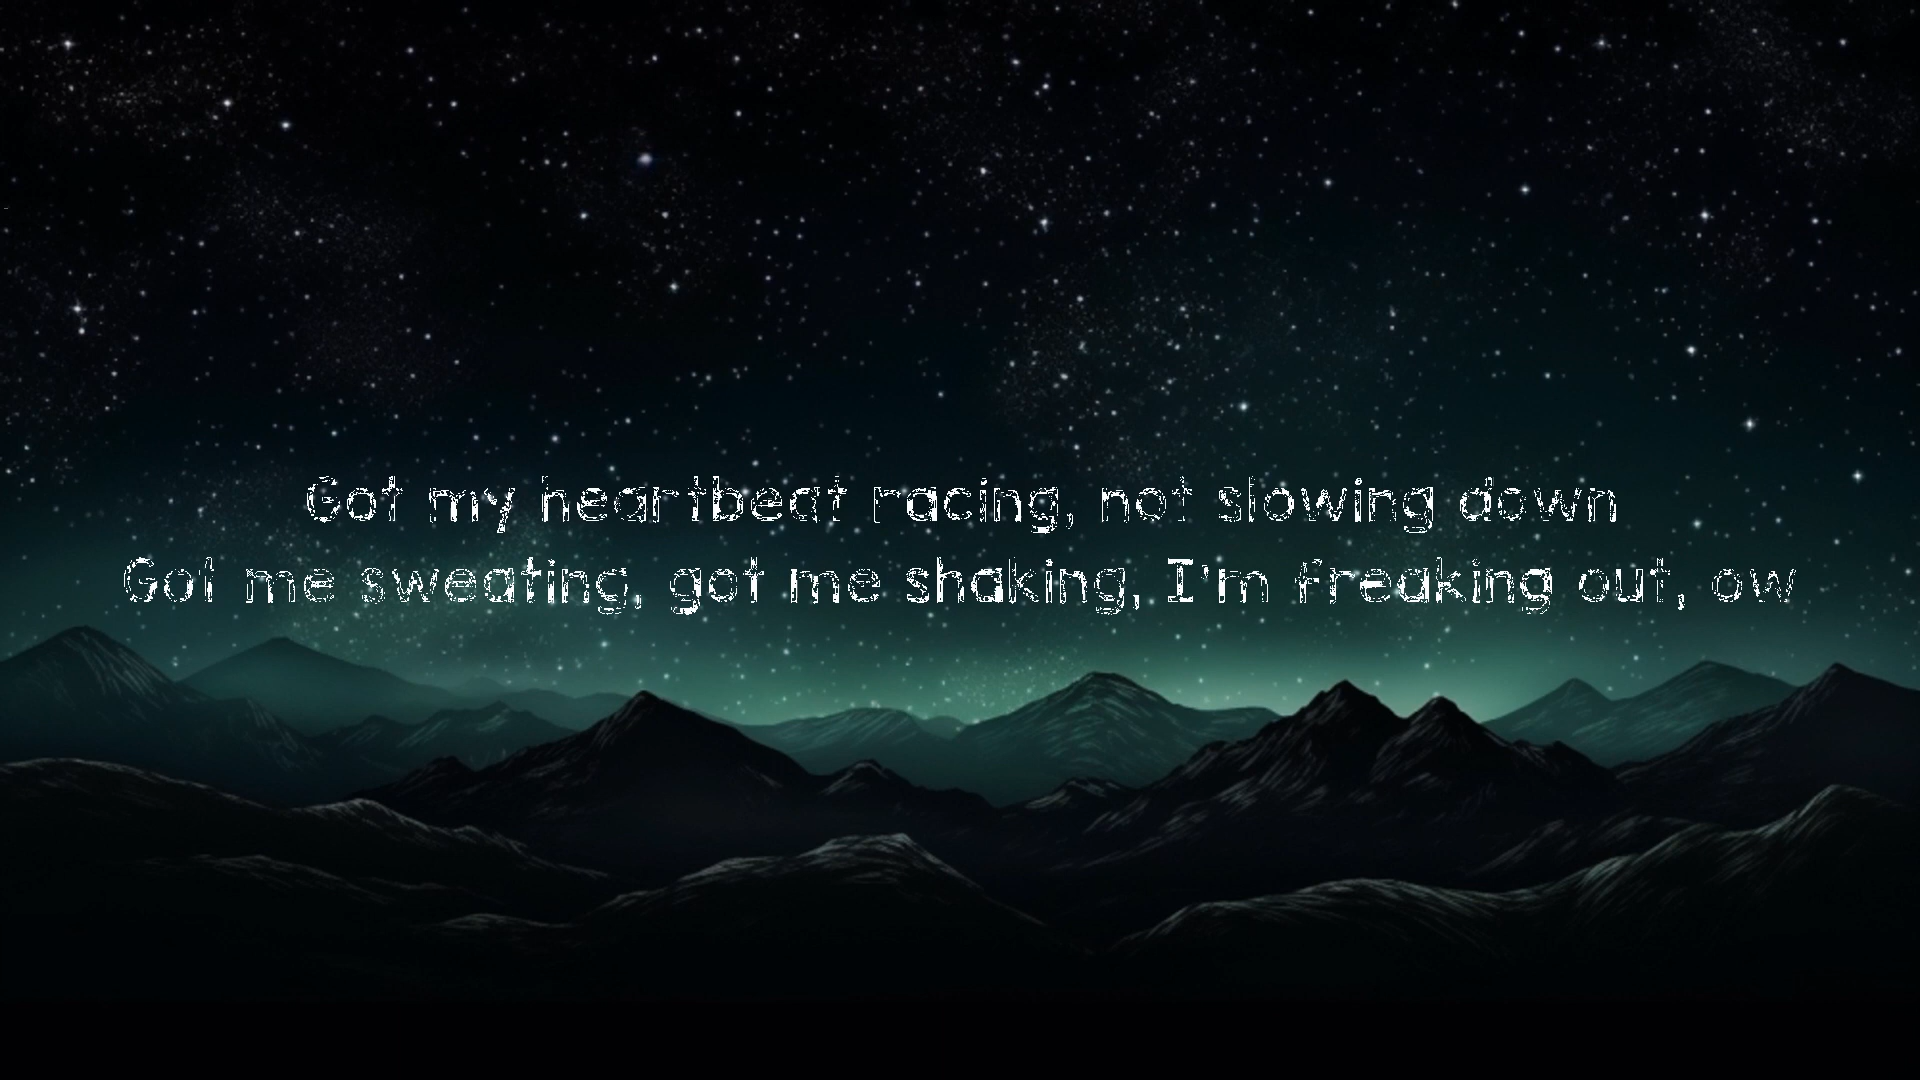 Got my heartbeat racing, not slowing down
Got me sweating, got me shaking, I'm freaking out, ow